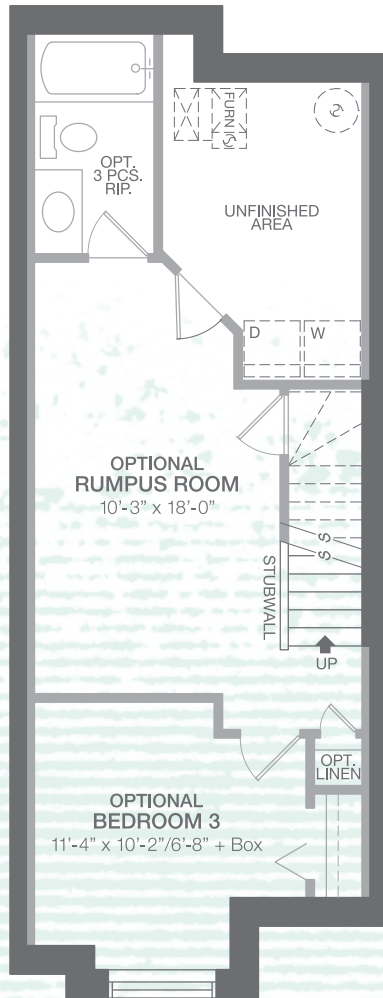 OPT.
3 PCS.
RIP.
FURN
UNFINISHED
AREA
D
W
OPTIONAL
RUMPUS ROOM
10'-3” x 18'-0”
STUBWALL
UP
OPT.
LINEN
OPTIONAL
BEDROOM 3
11'-4” x 10'-2”/6'-8” + Box